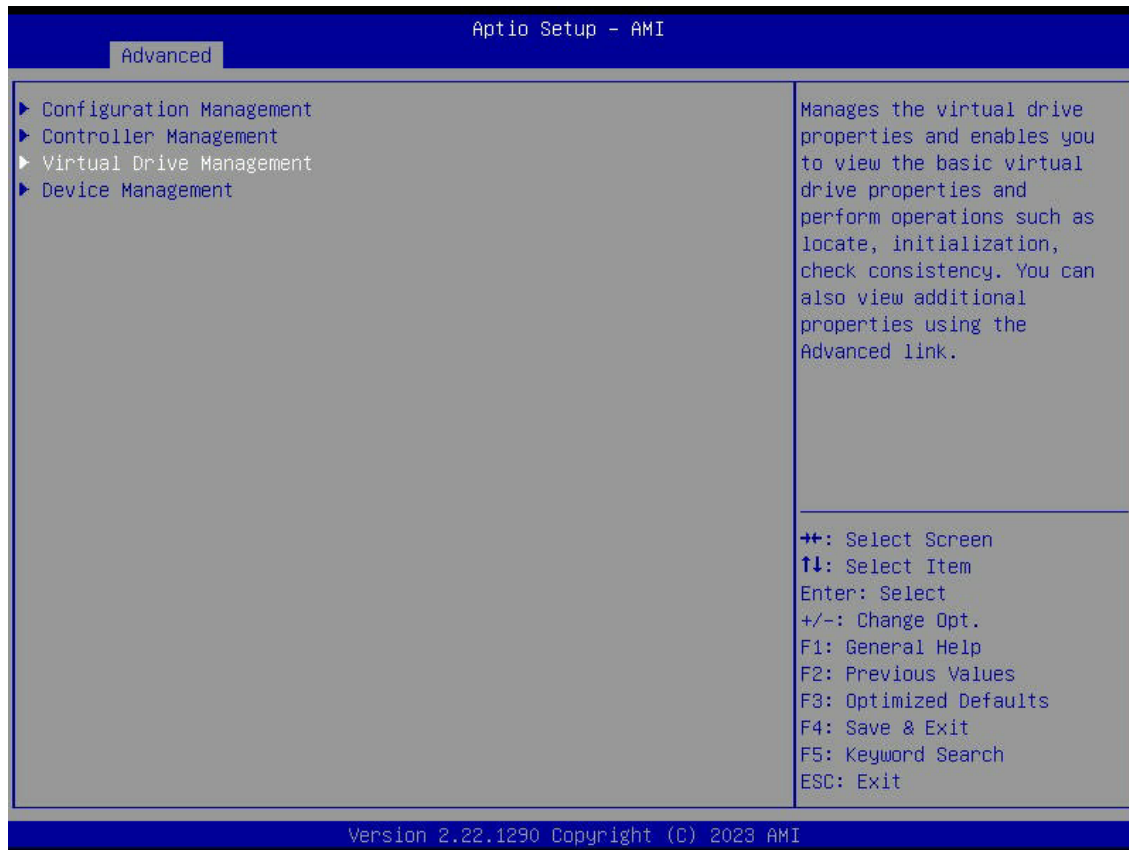 Aptio Setup – AMI
Advanced
▶ Configuration Management
▶ Controller Management
▶ Virtual Drive Management
▶ Device Management
Manages the virtual drive
properties and enables you
to view the basic virtual
drive properties and
perform operations such as
locate, initialization,
check consistency. You can
also view additional
properties using the
Advanced link.
→←: Select Screen
↑↓: Select Item
Enter: Select
+/-: Change Opt.
F1: General Help
F2: Previous Values
F3: Optimized Defaults
F4: Save & Exit
F5: Keyword Search
ESC: Exit
Version 2.22.1290 Copyright (C) 2023 AMI